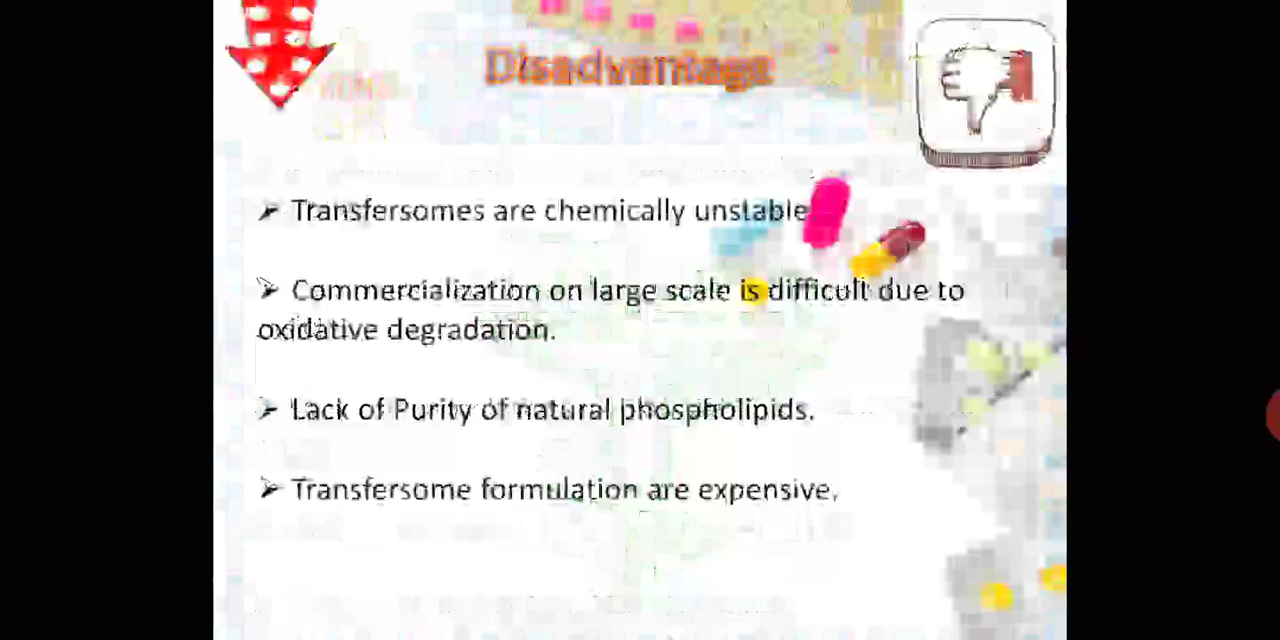 Disadvantage
➢ Transfersomes are chemically unstable
➢ Commercialization on large scale is difficult due to
oxidative degradation.
➢ Lack of Purity of natural phospholipids.
➢ Transfersome formulation are expensive.